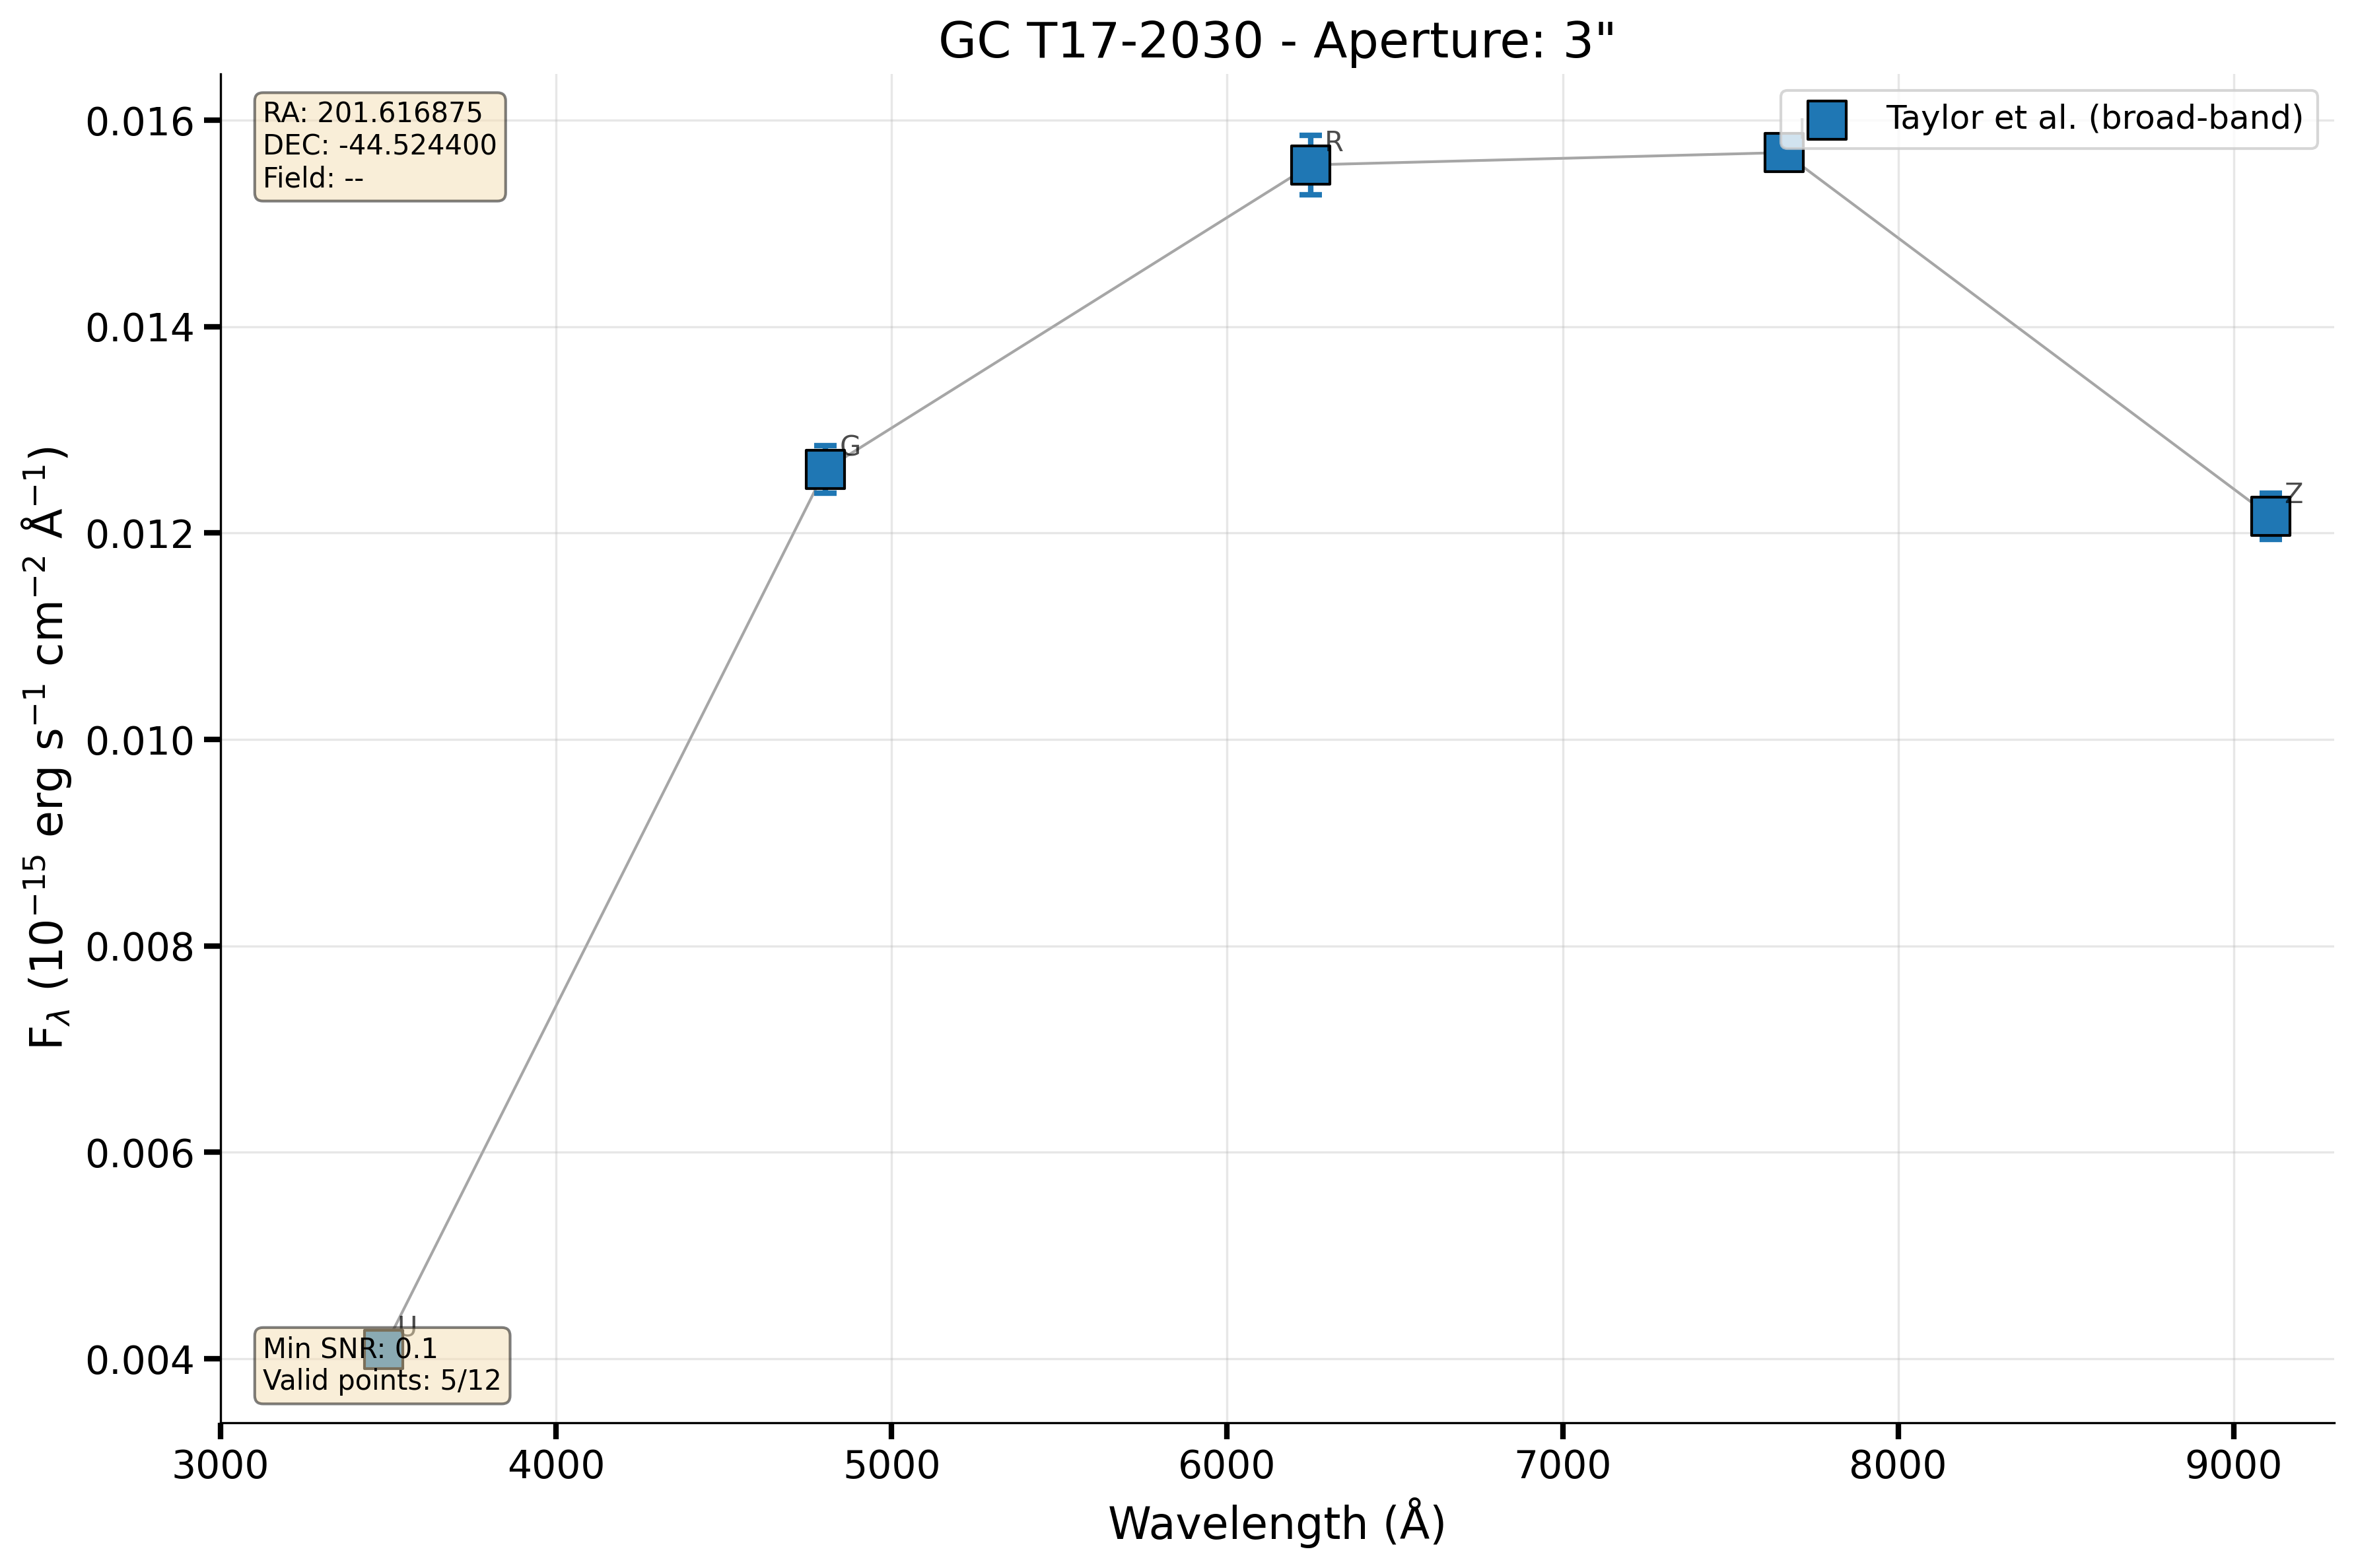 GC T17-2030 - Aperture: 3"
RA: 201.616875
DEC: -44.524400
Field: --
Taylor et al. (broad-band)
R
G
Z
U
Min SNR: 0.1
Valid points: 5/12
0.016
0.014
0.012
0.010
0.008
0.006
0.004
F_λ (10⁻¹⁵ erg s⁻¹ cm⁻² Å⁻¹)
3000 4000 5000 6000 7000 8000 9000
Wavelength (Å)